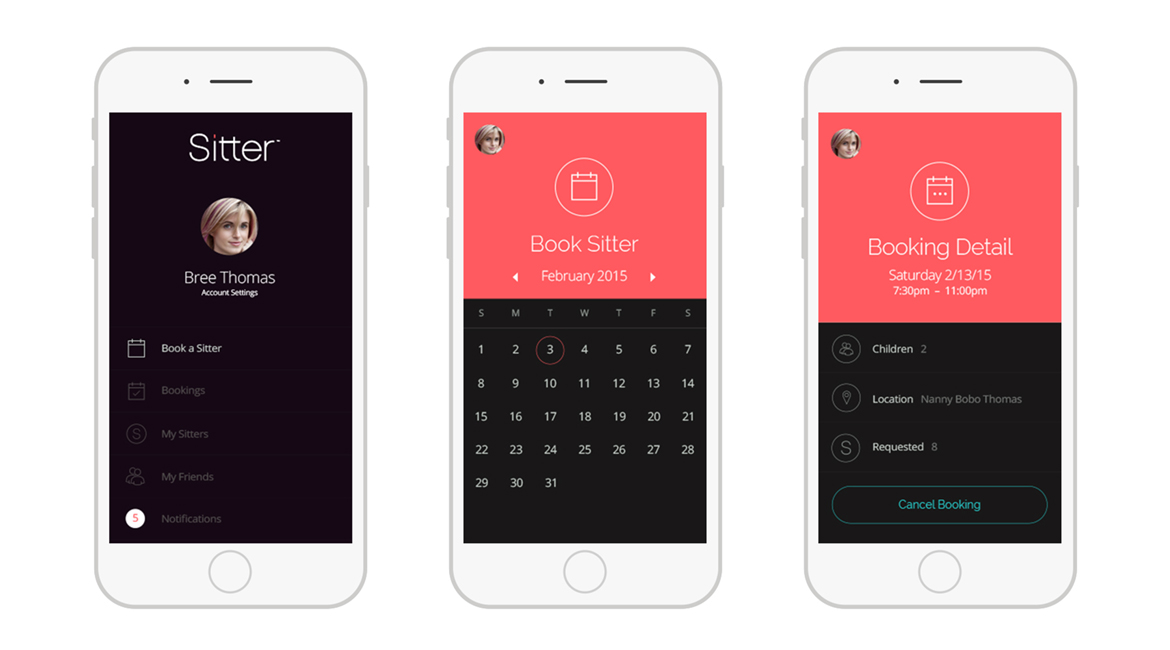 Sitter™
Bree Thomas
Account Settings
Book a Sitter
Bookings
S My Sitters
My Friends
5 Notifications
Book Sitter
February 2015
S M T W T F S
1 2 3 4 5 6 7
8 9 10 11 12 13 14
15 16 17 18 19 20 21
22 23 24 25 26 27 28
29 30 31
Booking Detail
Saturday 2/13/15
7:30pm – 11:00pm
Children 2
Location Nanny Bobo Thomas
S Requested 8
Cancel Booking